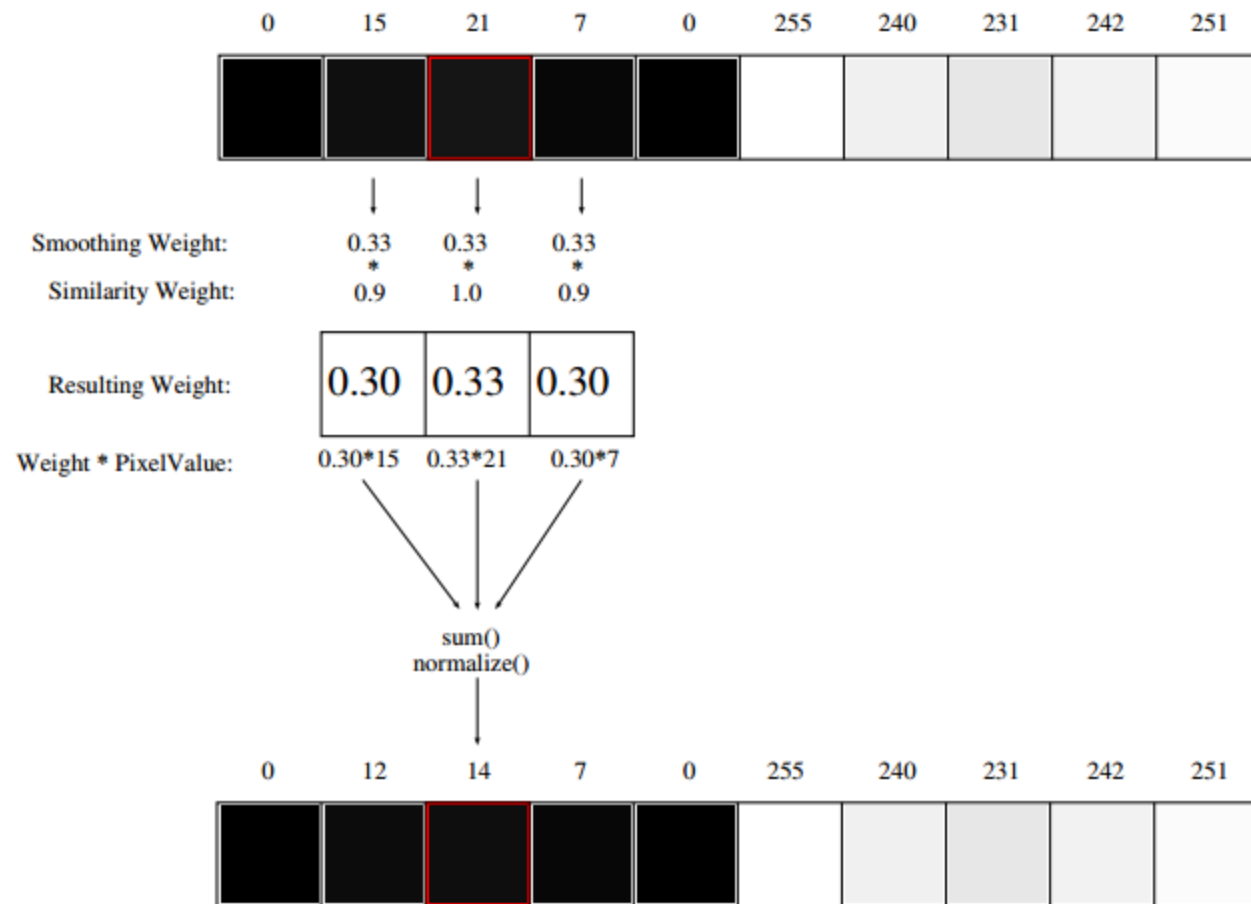 0 15 21 7 0 255 240 231 242 251
Smoothing Weight: 0.33 0.33 0.33
* * *
Similarity Weight: 0.9 1.0 0.9
Resulting Weight: 0.30 0.33 0.30
Weight * PixelValue: 0.30*15 0.33*21 0.30*7
sum()
normalize()
0 12 14 7 0 255 240 231 242 251